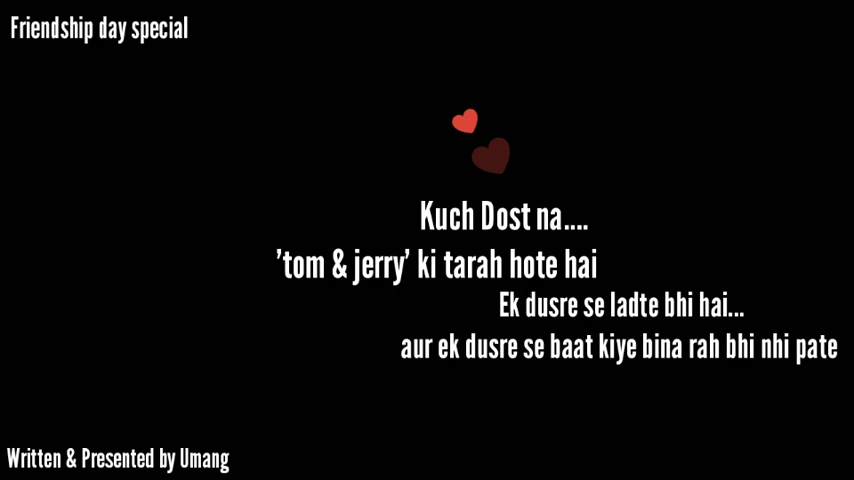 Friendship day special
Kuch Dost na....
'tom & jerry' ki tarah hote hai
Ek dusre se ladte bhi hai...
aur ek dusre se baat kiye bina rah bhi nhi pate
Written & Presented by Umang